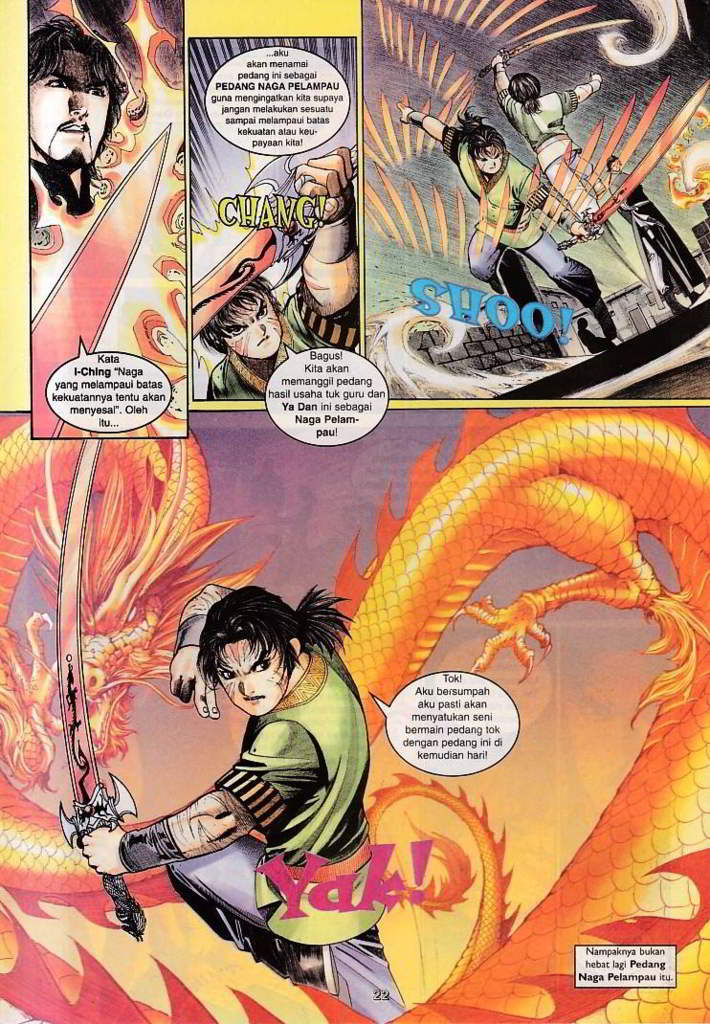 Kata
I-Ching "Naga
yang melampaui batas
kekuatannya tentu akan
menyesal". Oleh
itu...
...aku
akan menamai
pedang ini sebagai
PEDANG NAGA PELAMPAU
guna mengingatkan kita supaya
jangan melakukan sesuatu
sampai melampaui batas
kekuatan atau keu-
payaan kita!
CHANG!
Bagus!
Kita akan
memanggil pedang
hasil usaha tuk guru dan
Ya Dan ini sebagai
Naga Pelam-
pau!
SHOOO!
Tok!
Aku bersumpah
aku pasti akan
menyatukan seni
bermain pedang tok
dengan pedang ini di
kemudian hari!
Yak!
Nampaknya bukan
hebat lagi Pedang
Naga Pelampau itu.
22